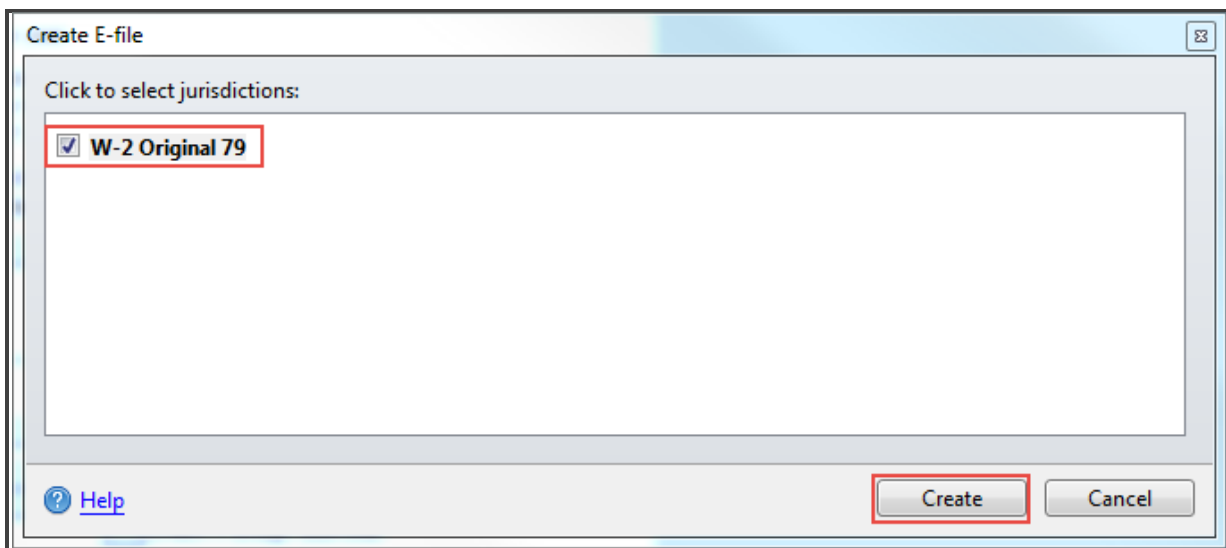 Create E-file
Click to select jurisdictions:
W-2 Original 79
Help
Create
Cancel